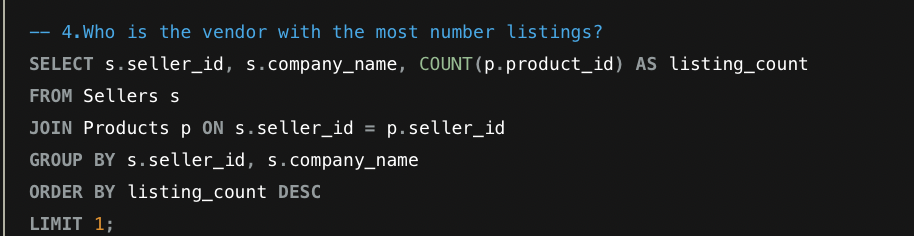 -- 4.Who is the vendor with the most number listings?
SELECT s.seller_id, s.company_name, COUNT(p.product_id) AS listing_count
FROM Sellers s
JOIN Products p ON s.seller_id = p.seller_id
GROUP BY s.seller_id, s.company_name
ORDER BY listing_count DESC
LIMIT 1;